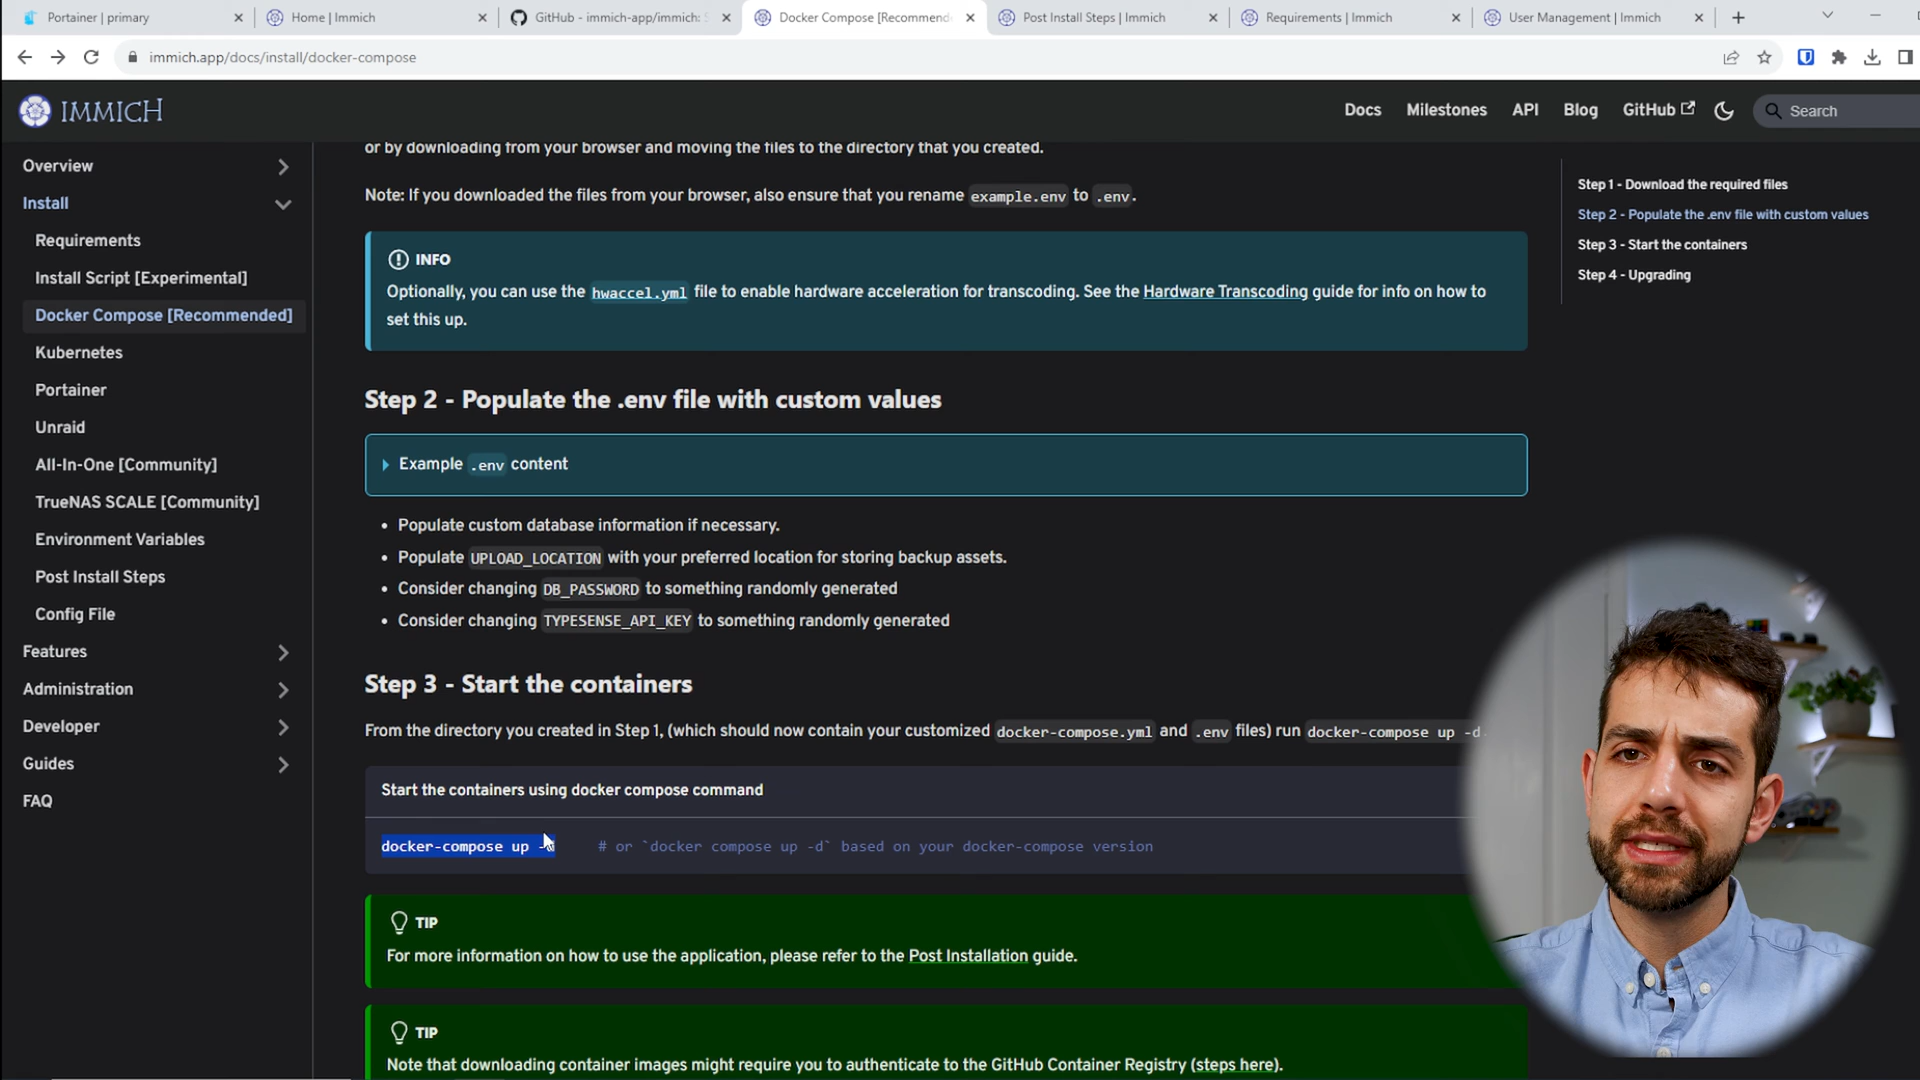 Portainer | primary
Home | Immich
GitHub - immich-app/immich:
Docker Compose [Recommend
Post Install Steps | Immich
Requirements | Immich
User Management | Immich
immich.app/docs/install/docker-compose
IMMICH
Docs
Milestones
API
Blog
GitHub
Search
Overview
Install
Requirements
Install Script [Experimental]
Docker Compose [Recommended]
Kubernetes
Portainer
Unraid
All-In-One [Community]
TrueNAS SCALE [Community]
Environment Variables
Post Install Steps
Config File
Features
Administration
Developer
Guides
FAQ
or by downloading from your browser and moving the files to the directory that you created.
Note: If you downloaded the files from your browser, also ensure that you rename example.env to .env.
INFO
Optionally, you can use the hwaccel.yml file to enable hardware acceleration for transcoding. See the Hardware Transcoding guide for info on how to
set this up.
Step 2 - Populate the .env file with custom values
Example .env content
• Populate custom database information if necessary.
• Populate UPLOAD_LOCATION with your preferred location for storing backup assets.
• Consider changing DB_PASSWORD to something randomly generated
• Consider changing TYPESENSE_API_KEY to something randomly generated
Step 3 - Start the containers
From the directory you created in Step 1, (which should now contain your customized docker-compose.yml and .env files) run docker-compose up -d.
Start the containers using docker compose command
docker-compose up - # or `docker compose up -d` based on your docker-compose version
TIP
For more information on how to use the application, please refer to the Post Installation guide.
TIP
Note that downloading container images might require you to authenticate to the GitHub Container Registry (steps here).
Step 1 - Download the required files
Step 2 - Populate the .env file with custom values
Step 3 - Start the containers
Step 4 - Upgrading